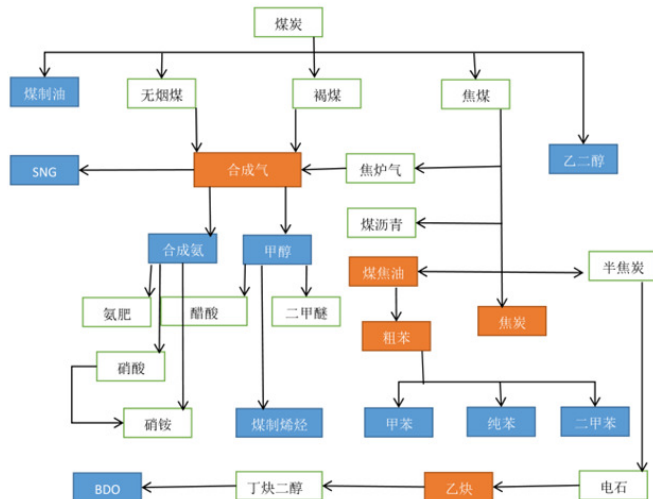 煤炭
煤制油
无烟煤
褐煤
焦煤
乙二醇
SNG
合成气
焦炉气
煤沥青
合成氨
甲醇
煤焦油
半焦炭
氨肥
醋酸
二甲醚
焦炭
粗苯
硝酸
硝铵
煤制烯烃
甲苯
纯苯
二甲苯
BDO
丁炔二醇
乙炔
电石